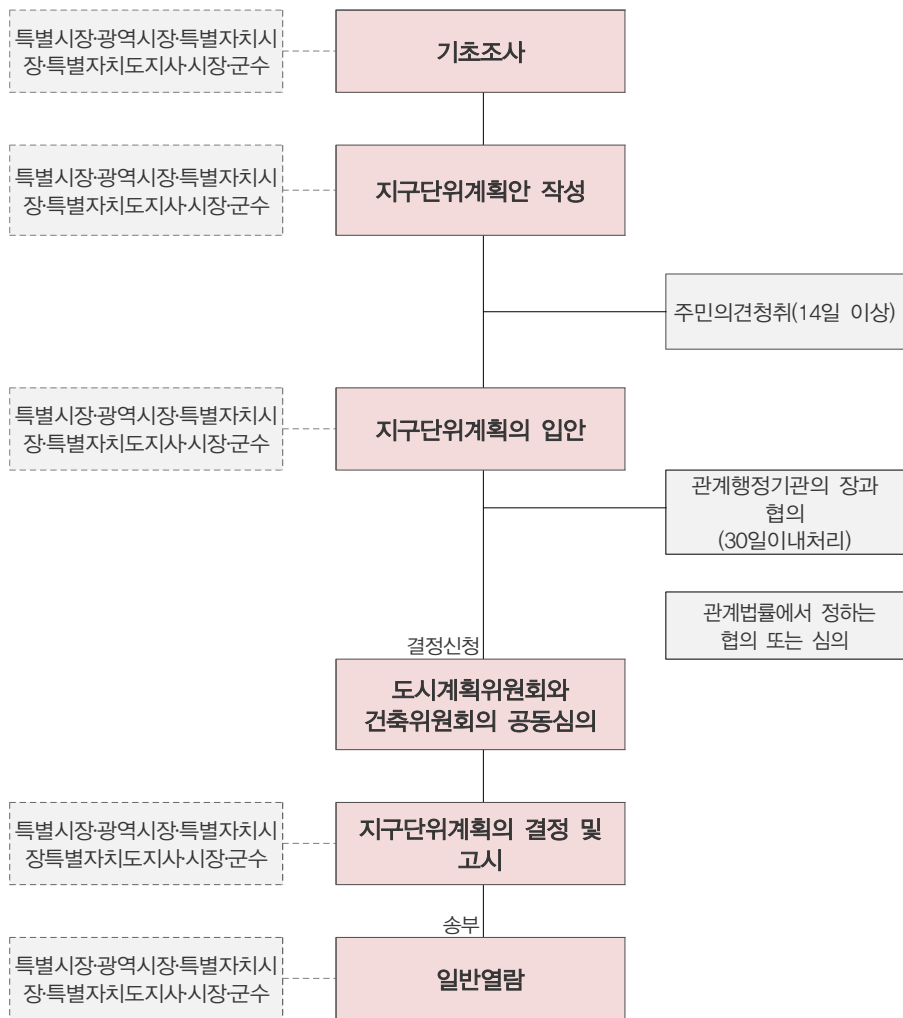 특별시장·광역시장·특별자치시
장·특별자치도지사·시장·군수
기초조사
특별시장·광역시장·특별자치시
장·특별자치도지사·시장·군수
지구단위계획안 작성
주민의견청취(14일 이상)
특별시장·광역시장·특별자치시
장·특별자치도지사·시장·군수
지구단위계획의 입안
관계행정기관의 장과
협의
(30일이내처리)
관계법률에서 정하는
협의 또는 심의
결정신청
도시계획위원회와
건축위원회의 공동심의
특별시장·광역시장·특별자치시
장특별자치도지사·시장·군수
지구단위계획의 결정 및
고시
송부
특별시장·광역시장·특별자치시
장·특별자치도지사·시장·군수
일반열람